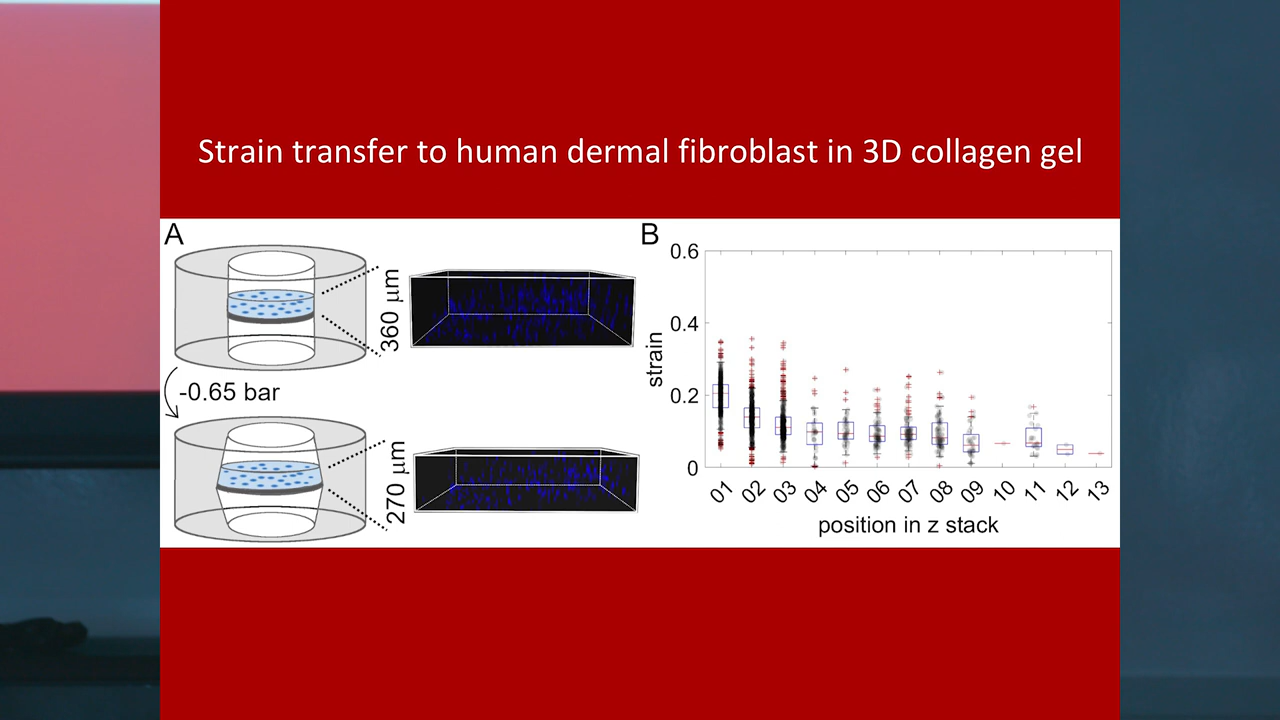 Strain transfer to human dermal fibroblast in 3D collagen gel
A
360 μm
-0.65 bar
270 μm
B
0.6
0.4
0.2
0
strain
01 02 03 04 05 06 07 08 09 10 11 12 13
position in z stack